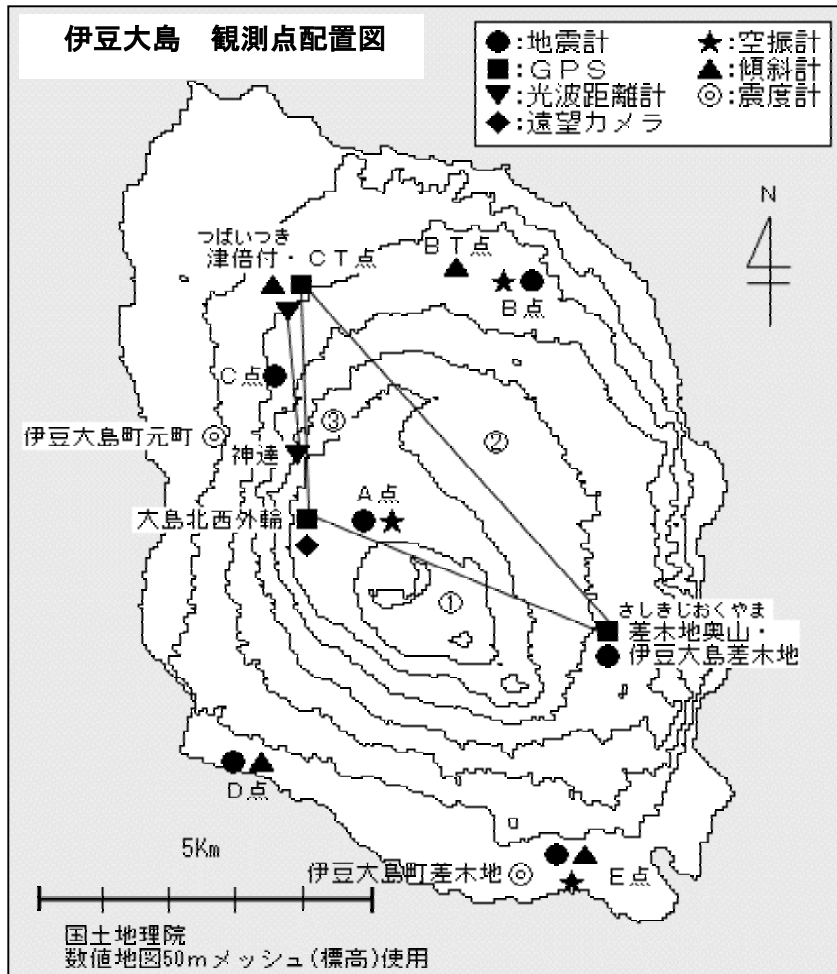 伊豆大島　観測点配置図
●:地震計
★:空振計
■:GPS
▲:傾斜計
▼:光波距離計
◎:震度計
◆:遠望カメラ
N
つばいつき
津倍付・CT点
BT点
B点
C点
③
②
伊豆大島町元町
神達
A点
大島北西外輪
①
さしきじおくやま
差木地奥山・
伊豆大島差木地
D点
5Km
伊豆大島町差木地
E点
国土地理院
数値地図50mメッシュ(標高)使用